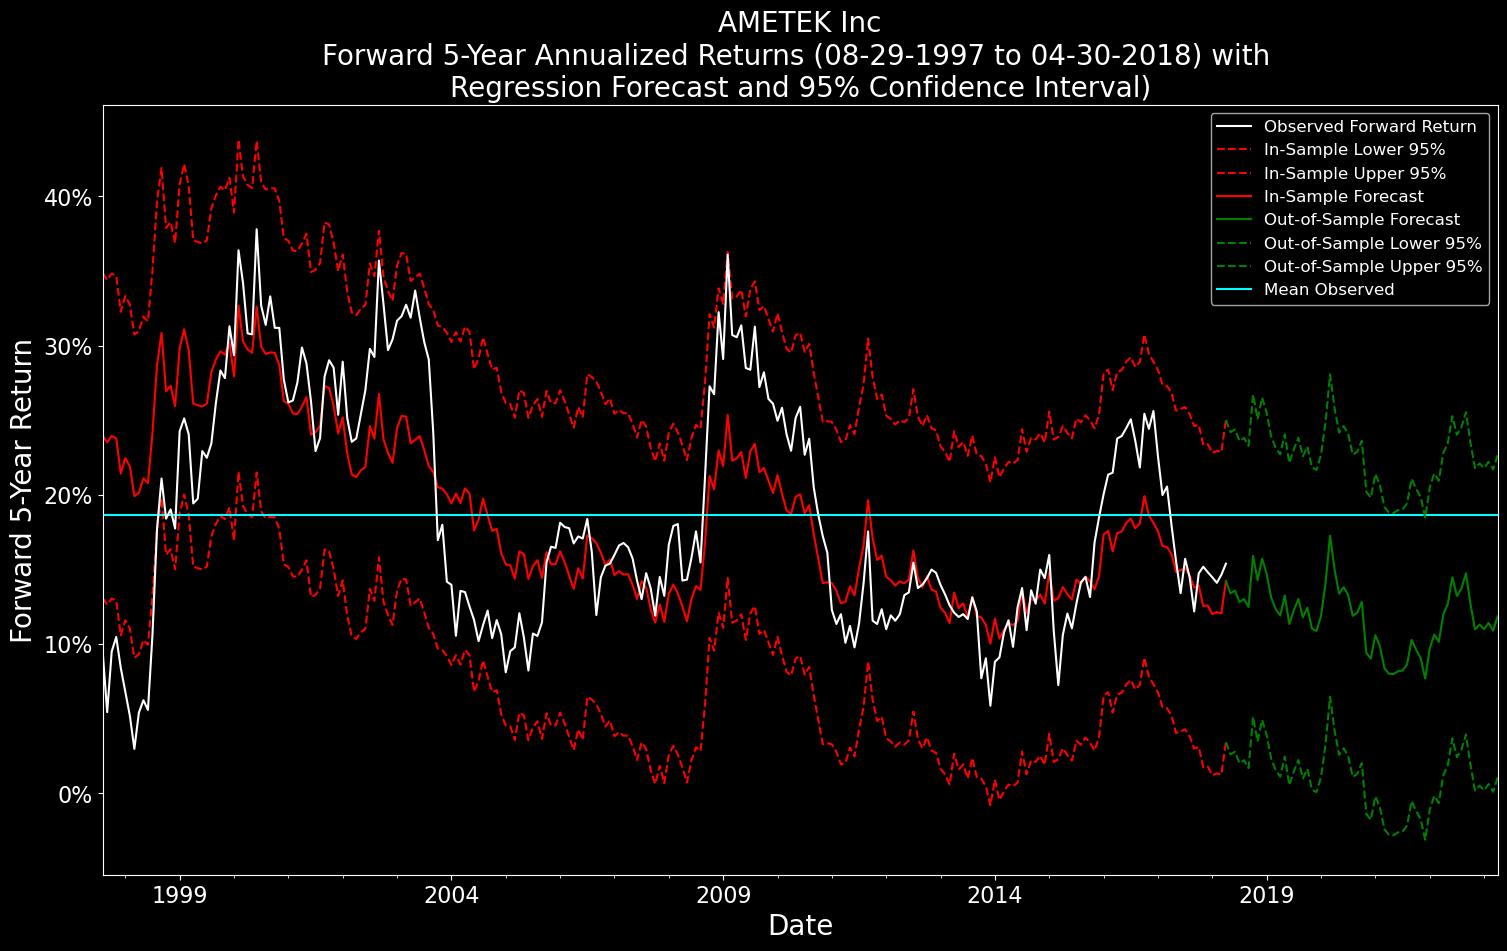 AMETEK Inc
Forward 5-Year Annualized Returns (08-29-1997 to 04-30-2018) with
Regression Forecast and 95% Confidence Interval)
Observed Forward Return
In-Sample Lower 95%
In-Sample Upper 95%
In-Sample Forecast
Out-of-Sample Forecast
Out-of-Sample Lower 95%
Out-of-Sample Upper 95%
Mean Observed
Forward 5-Year Return
40%
30%
20%
10%
0%
1999
2004
2009
2014
2019
Date